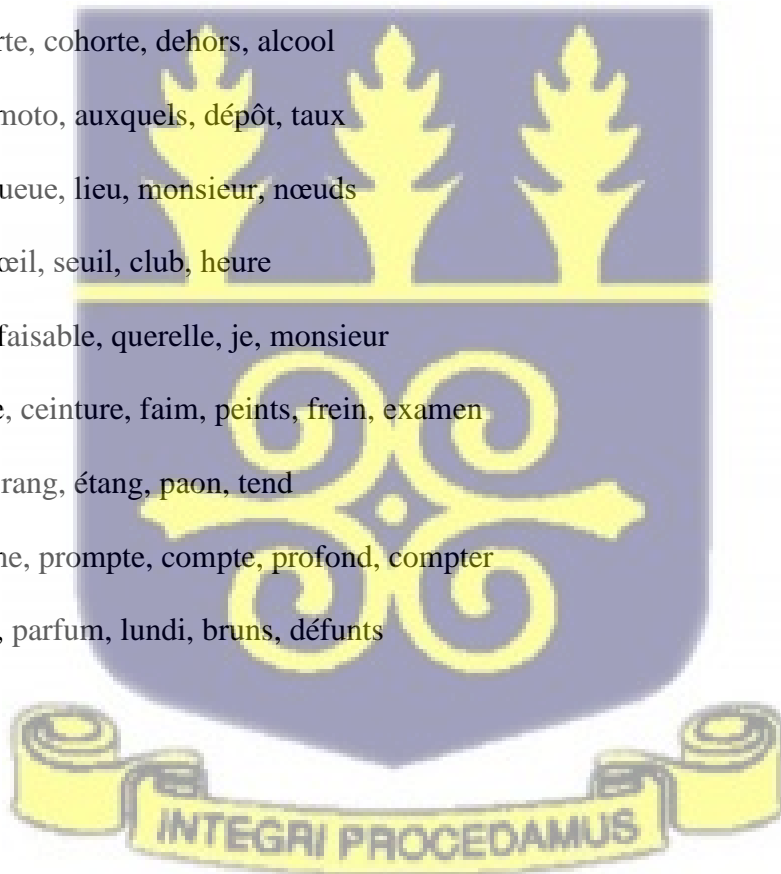 rte, cohorte, dehors, alcool
moto, auxquels, dépôt, taux
ueue, lieu, monsieur, nœuds
œil, seuil, club, heure
faisable, querelle, je, monsieur
e, ceinture, faim, peints, frein, examen
rang, étang, paon, tend
ne, prompte, compte, profond, compter
, parfum, lundi, bruns, défunts
INTEGRI PROCEDAMUS